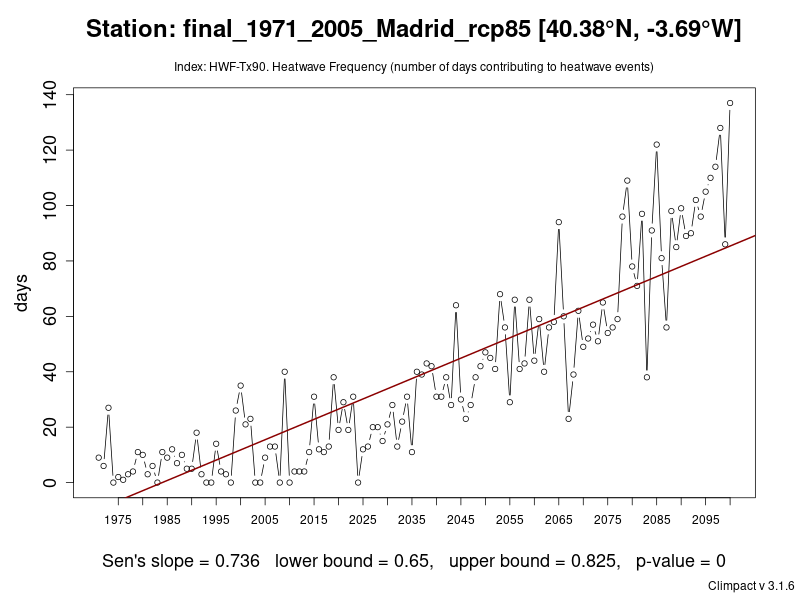 Station: final_1971_2005_Madrid_rcp85 [40.38°N, -3.69°W]
Index: HWF-Tx90. Heatwave Frequency (number of days contributing to heatwave events)
140
120
100
80
60
40
20
0
days
1975 1985 1995 2005 2015 2025 2035 2045 2055 2065 2075 2085 2095
Sen's slope = 0.736 lower bound = 0.65, upper bound = 0.825, p-value = 0
Climpact v 3.1.6